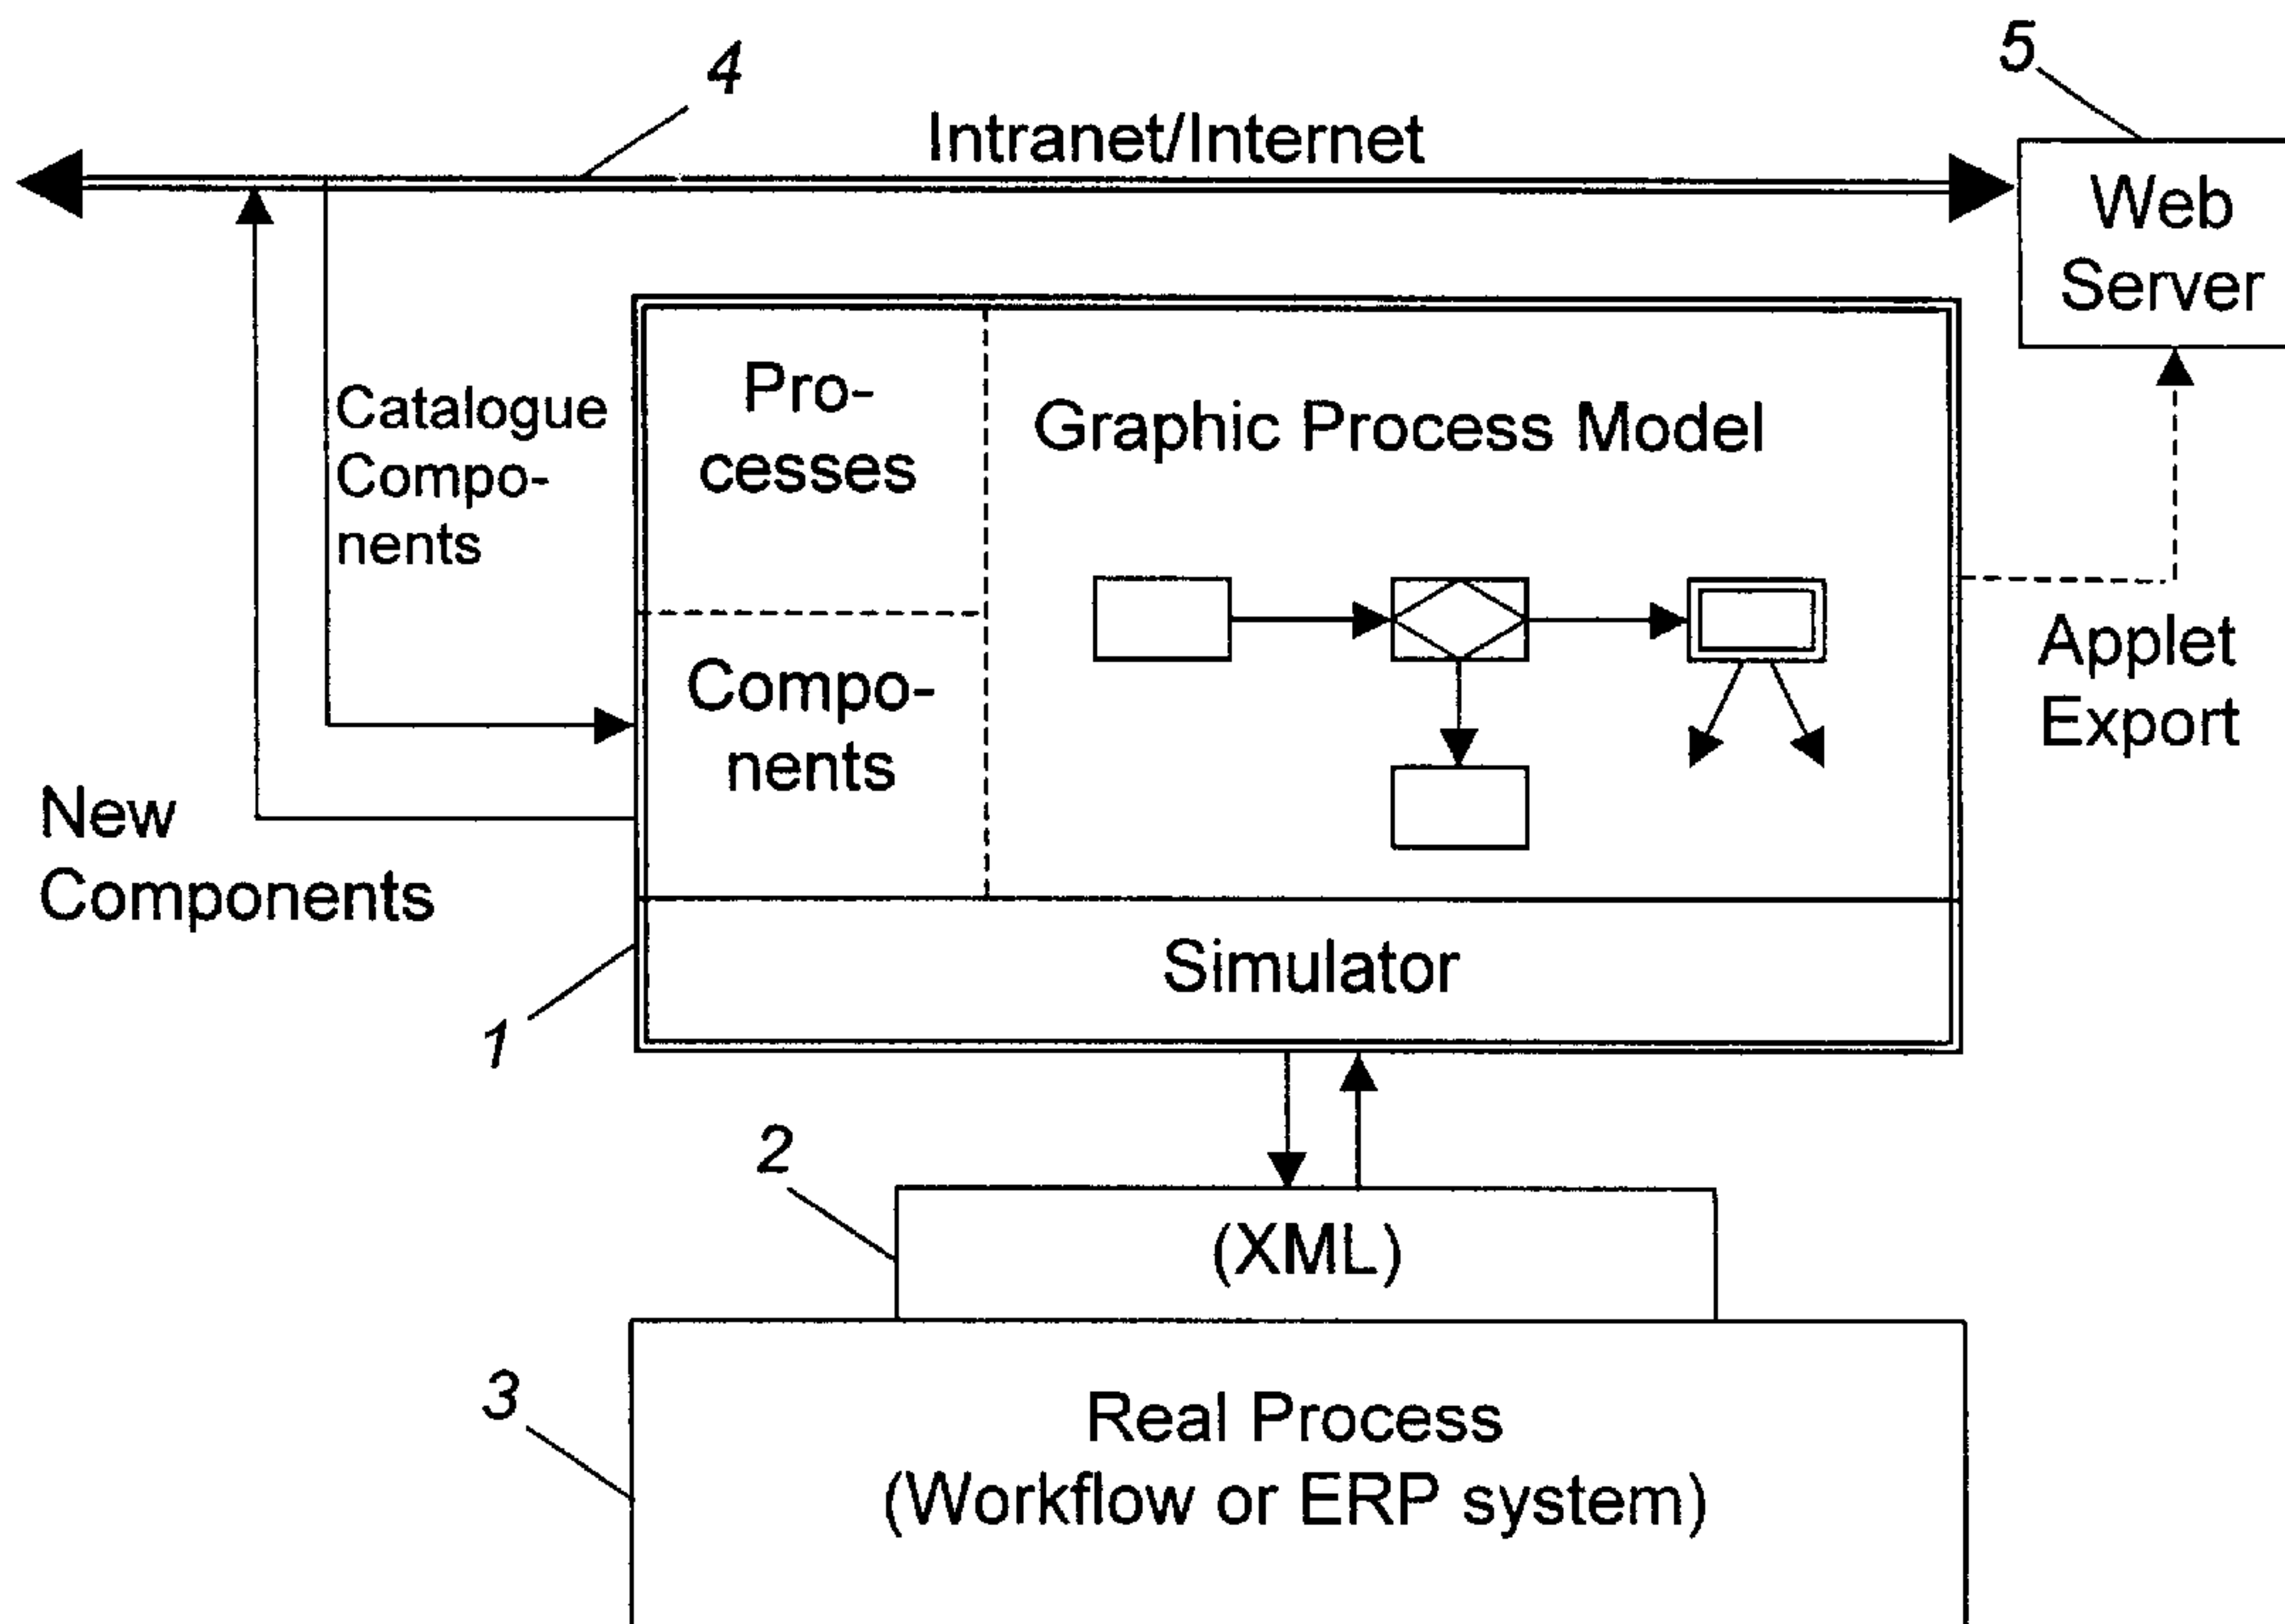 4
5
Intranet/Internet
Web
Server
Pro-
cesses
Graphic Process Model
Catalogue
Compo-
nents
Applet
Export
Compo-
nents
New
Components
Simulator
1
2
(XML)
3
Real Process
(Workflow or ERP system)